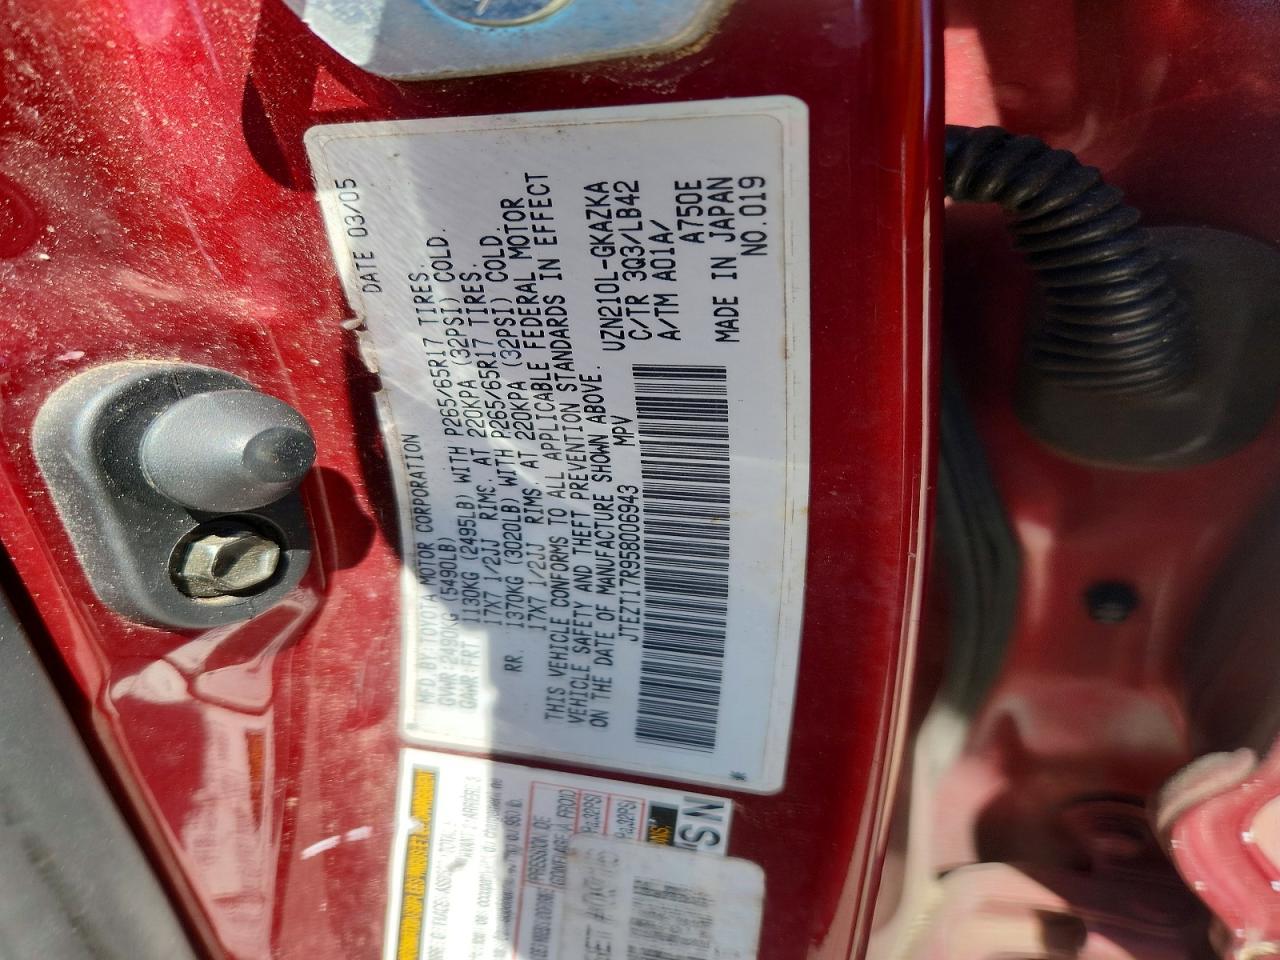 MFD. BY: TOYOTA MOTOR CORPORATION DATE 03/05
GVWR 2490KG (5490LB)
GAWR FRT. 1130KG (2495LB) WITH P265/65R17 TIRES.
17X7 1/2JJ RIMS, AT 220KPA (32PSI) COLD.
RR. 1370KG (3020LB) WITH P265/65R17 TIRES.
17X7 1/2JJ RIMS, AT 220KPA (32PSI) COLD.
THIS VEHICLE CONFORMS TO ALL APPLICABLE FEDERAL MOTOR
VEHICLE SAFETY AND THEFT PREVENTION STANDARDS IN EFFECT
ON THE DATE OF MANUFACTURE SHOWN ABOVE.
JTEZT17R958006943 MPV
UZN210L-GKAZKA
C/TR 3Q3/LB42
A/TM A01A/
A750E
MADE IN JAPAN
NO.019
PRESSION DE
GONFLAGE À FROID